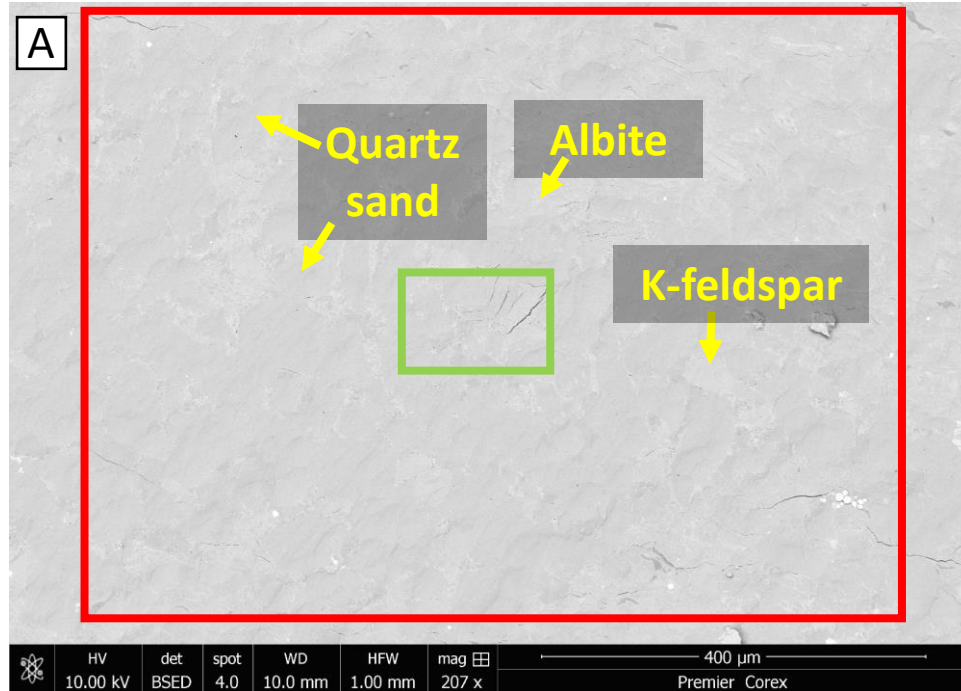 A
Quartz
sand
Albite
K-feldspar
HV det spot WD HFW mag 400 µm
10.00 kV BSED 4.0 10.0 mm 1.00 mm 207 x Premier Corex